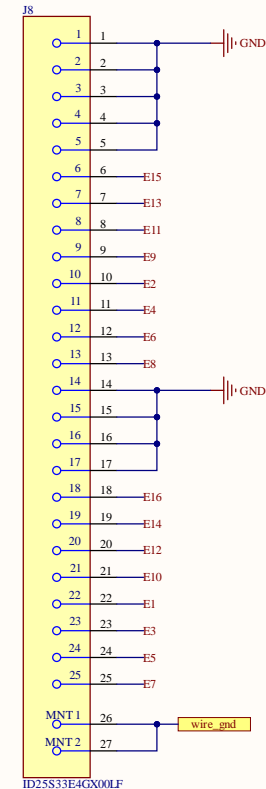 J8
1 1 GND
2 2
3 3
4 4
5 5
6 6 E15
7 7 E13
8 8 E11
9 9 E9
10 10 E2
11 11 E4
12 12 E6
13 13 E8
14 14 GND
15 15
16 16
17 17
18 18 E16
19 19 E14
20 20 E12
21 21 E10
22 22 E1
23 23 E3
24 24 E5
25 25 E7
MNT 1 26 wire_gnd
MNT 2 27
ID25S33E4GX00LF